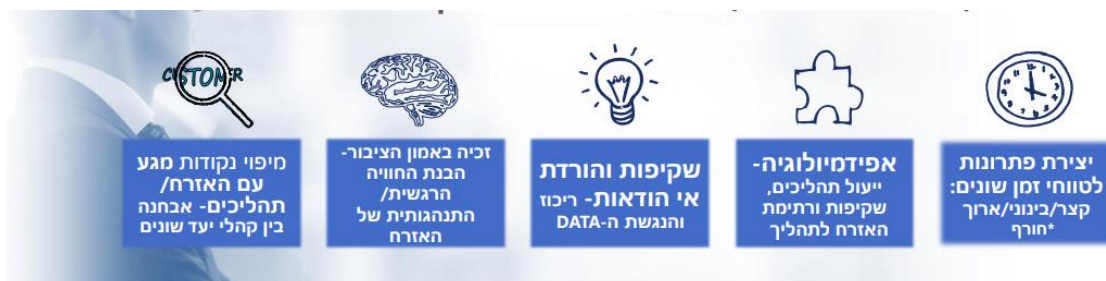 יצירת פתרונות
לטווחי זמן שונים:
קצר/בינוני/ארוך
*חורף
אפידמיולוגיה-
ייעול תהליכים,
שקיפות ורתימת
האזרח לתהליך
שקיפות והורדת
אי הודאות- ריכוז
והנגשת ה-DATA
זכיה באמון הציבור-
הבנת החוויה
הרגשית/
התנהגותית של
האזרח
CUSTOMER
מיפוי נקודות מגע
עם האזרח/
תהליכים- אבחנה
בין קהלי יעד שונים